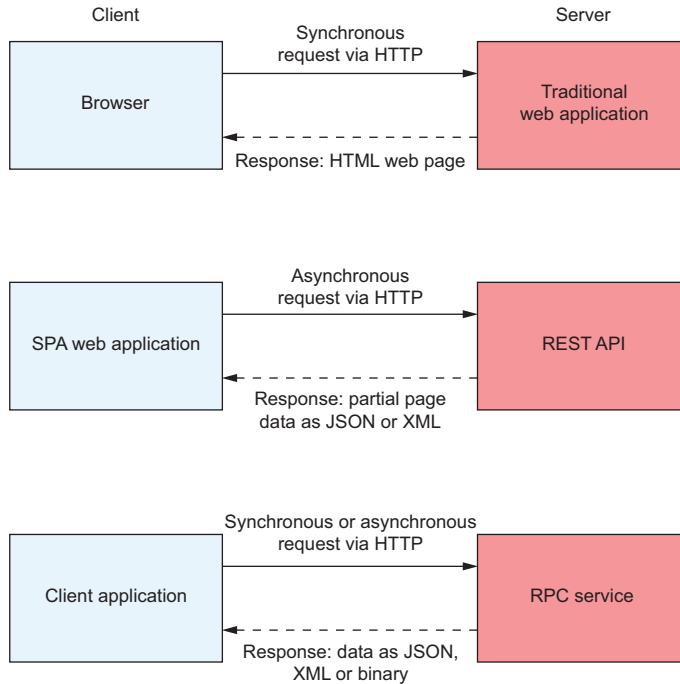 Client
Server
Synchronous
request via HTTP
Browser
Traditional
web application
Response: HTML web page
Asynchronous
request via HTTP
SPA web application
REST API
Response: partial page
data as JSON or XML
Synchronous or asynchronous
request via HTTP
Client application
RPC service
Response: data as JSON,
XML or binary